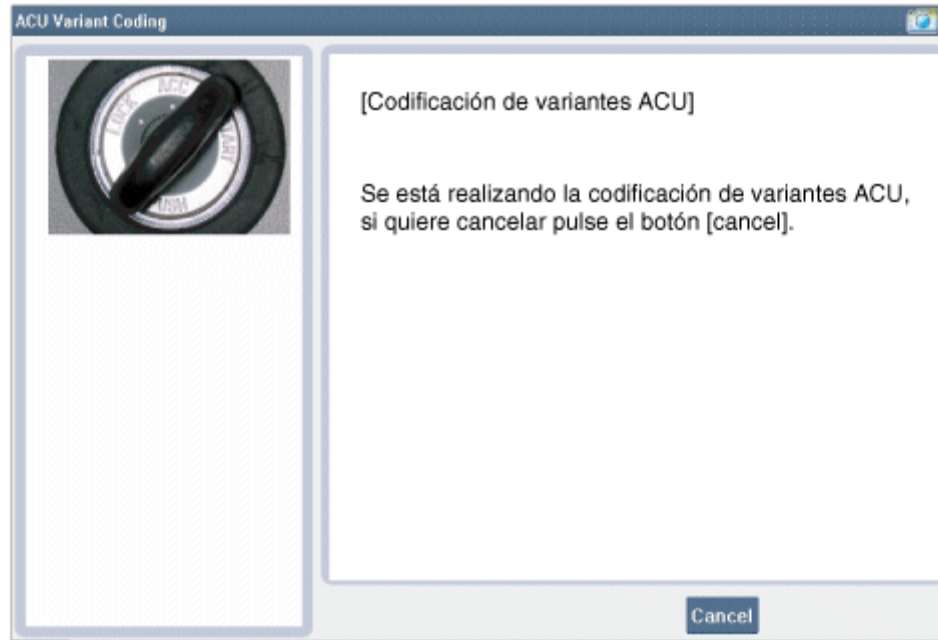 ACU Variant Coding
LOCK
ACC
START
[Codificación de variantes ACU]
Se está realizando la codificación de variantes ACU,
si quiere cancelar pulse el botón [cancel].
Cancel